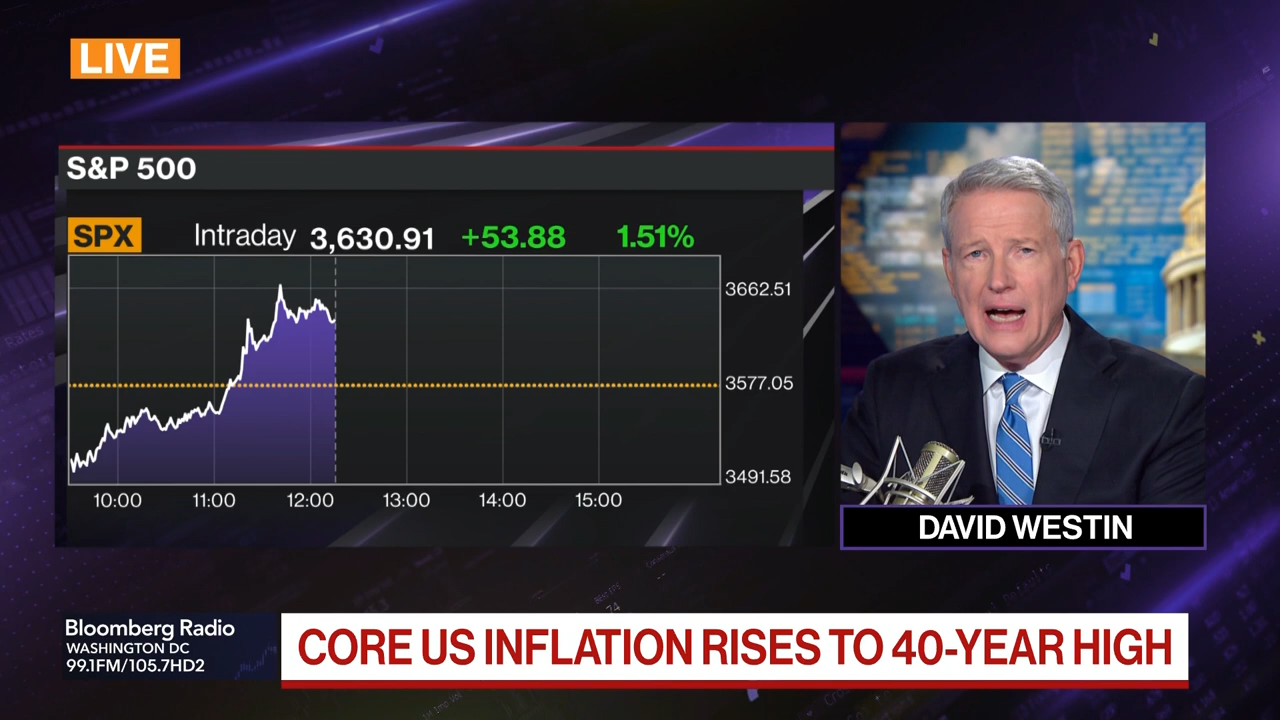 LIVE
S&P 500
SPX Intraday 3,630.91 +53.88 1.51%
3662.51
3577.05
3491.58
10:00 11:00 12:00 13:00 14:00 15:00
DAVID WESTIN
Bloomberg Radio
WASHINGTON DC
99.1FM/105.7HD2
CORE US INFLATION RISES TO 40-YEAR HIGH